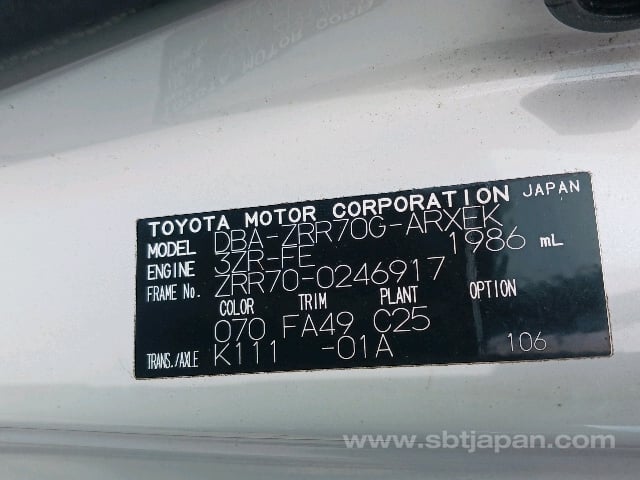 TOYOTA MOTOR CORPORATION JAPAN
MODEL DBA-ZRR70G-ARXEK
ENGINE 3ZR-FE 1986 mL
FRAME No. ZRR70-0246917
COLOR TRIM PLANT OPTION
070 FA49 C25
TRANS./AXLE K111 -01A 106
www.sbtjapan.com